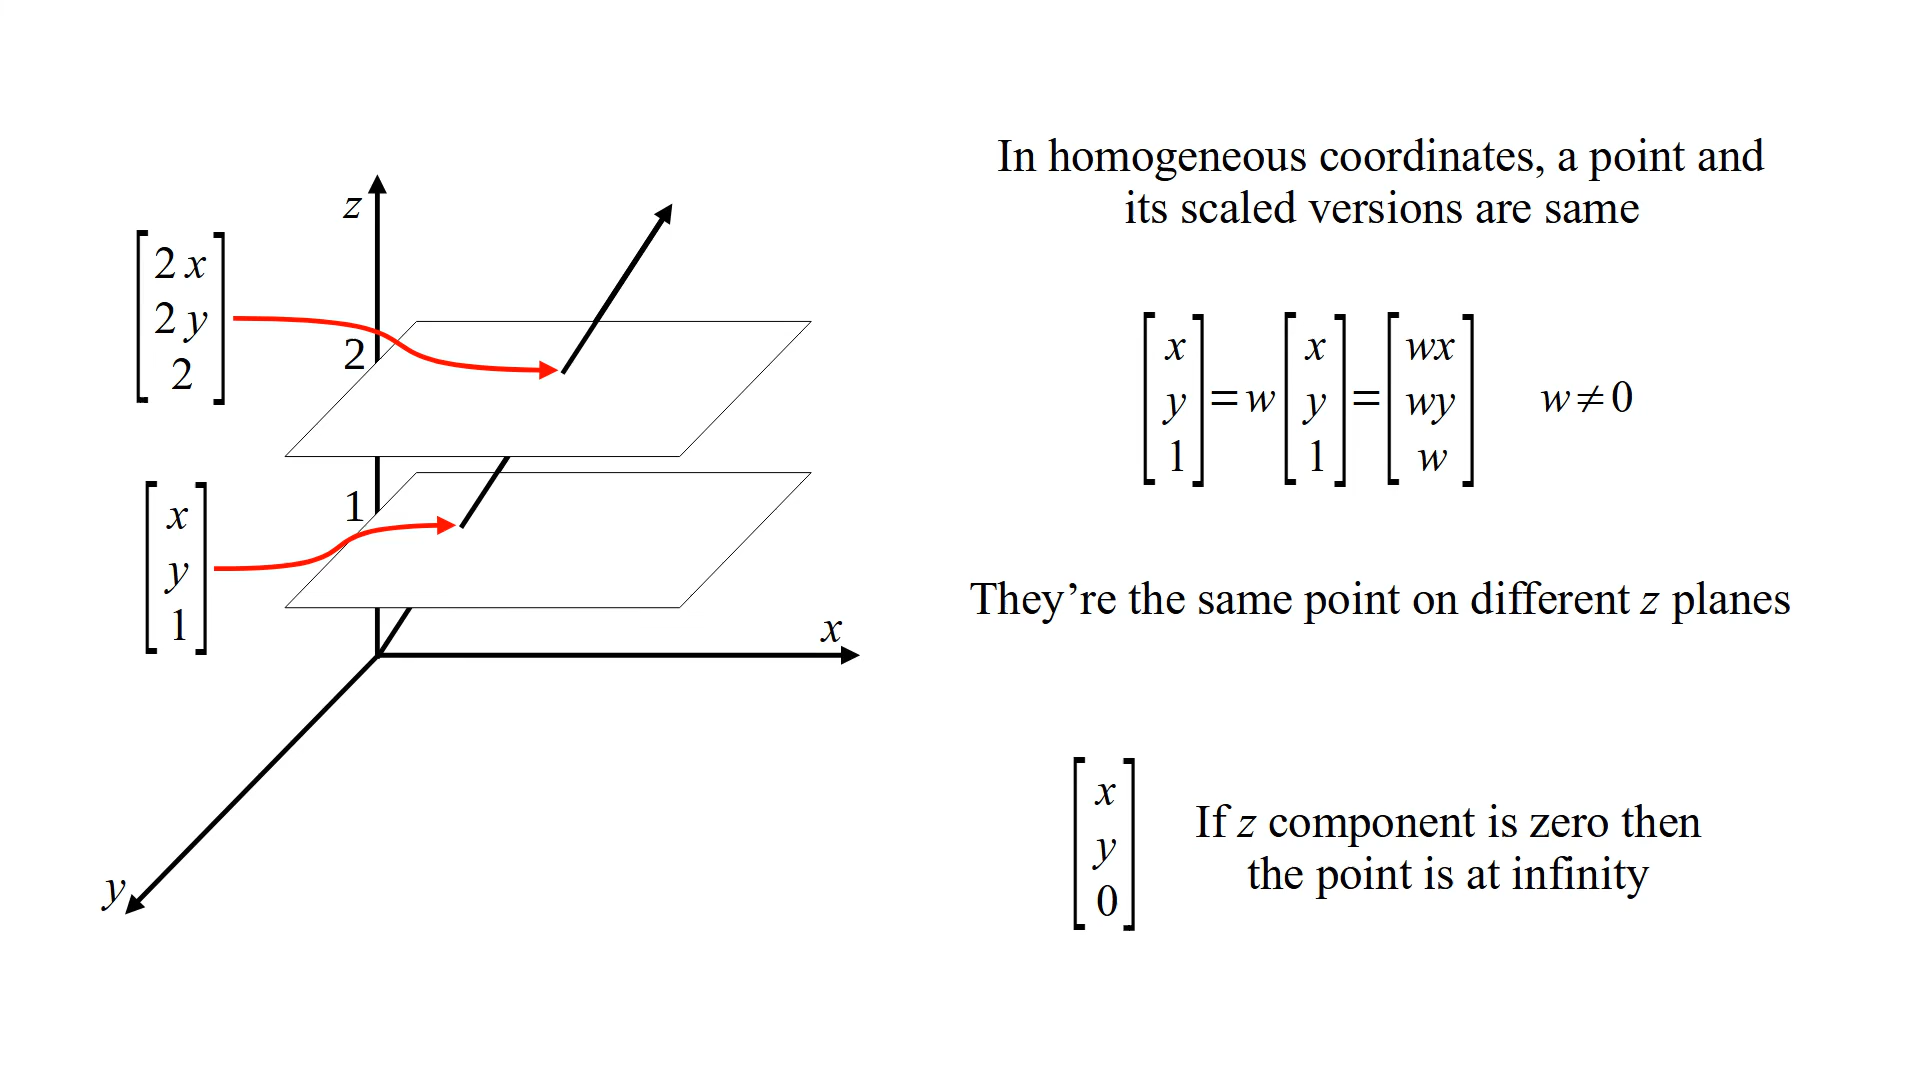 z
[2x
2y
2]
2
[x
y
1]
1
x
y
In homogeneous coordinates, a point and
its scaled versions are same
[x y 1] = w [x y 1] = [wx wy w] w≠0
They’re the same point on different z planes
[x
y
0]
If z component is zero then
the point is at infinity